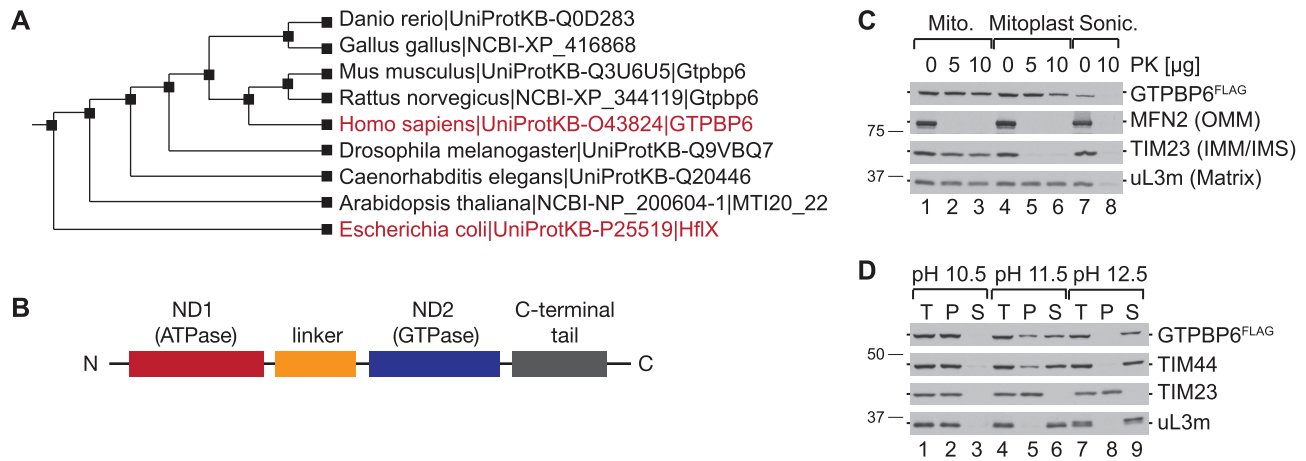 A
Danio rerio|UniProtKB-Q0D283
Gallus gallus|NCBI-XP_416868
Mus musculus|UniProtKB-Q3U6U5|Gtpbp6
Rattus norvegicus|NCBI-XP_344119|Gtpbp6
Homo sapiens|UniProtKB-O43824|GTPBP6
Drosophila melanogaster|UniProtKB-Q9VBQ7
Caenorhabditis elegans|UniProtKB-Q20446
Arabidopsis thaliana|NCBI-NP_200604-1|MTI20_22
Escherichia coli|UniProtKB-P25519|HflX
B
ND1 (ATPase)
linker
ND2 (GTPase)
C-terminal tail
N
C
C
Mito. Mitoplast Sonic.
0 5 10 0 5 10 0 10 PK [µg]
GTPBP6FLAG
MFN2 (OMM)
75
TIM23 (IMM/IMS)
37
uL3m (Matrix)
1 2 3 4 5 6 7 8
D
pH 10.5 pH 11.5 pH 12.5
T P S T P S T P S
GTPBP6FLAG
50
TIM44
TIM23
37
uL3m
1 2 3 4 5 6 7 8 9